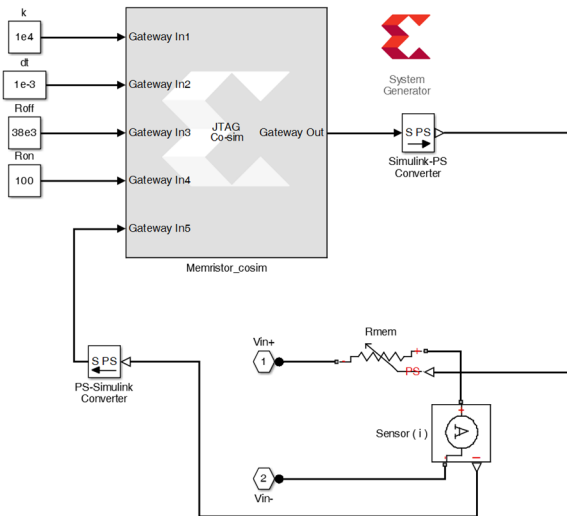 k
1e4
Gateway In1
dt
1e-3
Gateway In2
Roff
38e3
Gateway In3
JTAG
Co-sim
Gateway Out
Ron
100
Gateway In4
Gateway In5
Memristor_cosim
System
Generator
S PS
Simulink-PS
Converter
S PS
PS-Simulink
Converter
Vin+
1
Rmem
- +
PS
Sensor ( i )
+
A
-
2
Vin-